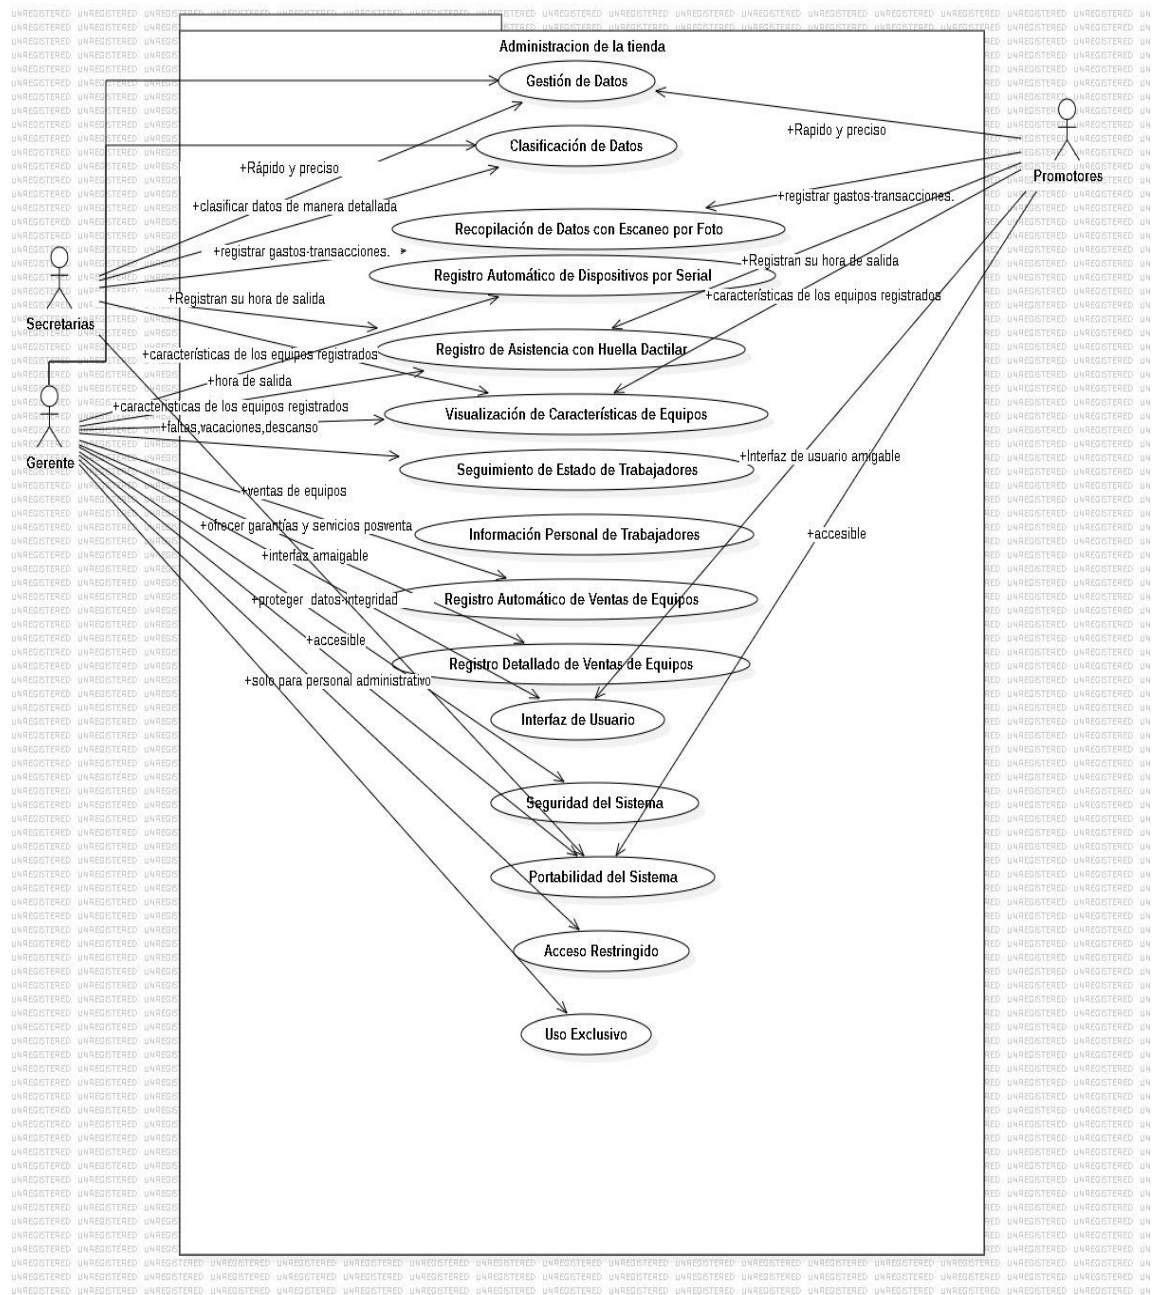 Administracion de la tienda
Gestión de Datos
+Rapido y preciso
Clasificación de Datos
+Rápido y preciso
Promotores
+registrar gastos-transacciones.
+clasificar datos de manera detallada
Recopilación de Datos con Escaneo por Foto
+registrar gastos-transacciones.
+Registran su hora de salida
Registro Automático de Dispositivos por Serial
+características de los equipos registrados
+Registran su hora de salida
Secretarias
Registro de Asistencia con Huella Dactilar
+características de los equipos registrados
+hora de salida
+características de los equipos registrados
Visualización de Características de Equipos
+faltas,vacaciones,descanso
+Interfaz de usuario amigable
Gerente
Seguimiento de Estado de Trabajadores
+ventas de equipos
+ofrecer garantías y servicios posventa
Información Personal de Trabajadores
+accesible
+interfaz amaigable
+proteger datos-integridad
Registro Automático de Ventas de Equipos
+accesible
Registro Detallado de Ventas de Equipos
+solo para personal administrativo
Interfaz de Usuario
Seguridad del Sistema
Portabilidad del Sistema
Acceso Restringido
Uso Exclusivo